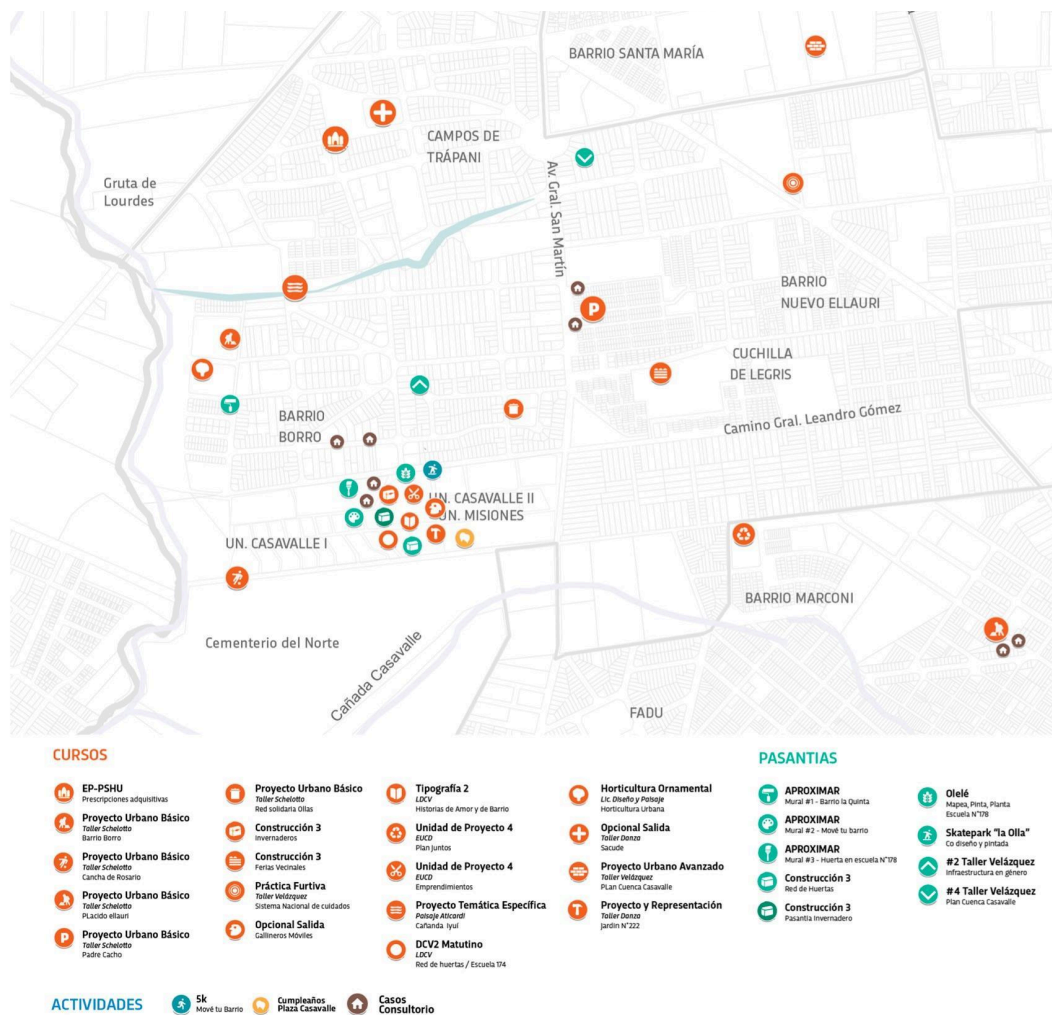 BARRIO SANTA MARÍA
CAMPOS DE
TRÁPANI
Gruta de
Lourdes
Av. Gral. San Martín
BARRIO
NUEVO ELLAURI
P
CUCHILLA
DE LEGRIS
Camino Gral. Leandro Gómez
BARRIO
BORRO
UN. CASAVALLE II
UN. MISIONES
T
UN. CASAVALLE I
BARRIO MARCONI
Cementerio del Norte
Cañada Casavalle
FADU
CURSOS
EP-PSHU
Prescripciones adquisitivas
Proyecto Urbano Básico
Taller Schelotto
Barrio Borro
Proyecto Urbano Básico
Taller Schelotto
Cancha de Rosario
Proyecto Urbano Básico
Taller Schelotto
PLacido ellauri
P
Proyecto Urbano Básico
Taller Schelotto
Padre Cacho
Proyecto Urbano Básico
Taller Schelotto
Red solidaria Ollas
Construcción 3
Invernaderos
Construcción 3
Ferias Vecinales
Práctica Furtiva
Taller Velázquez
Sistema Nacional de cuidados
Opcional Salida
Gallineros Móviles
Tipografía 2
LDCV
Historias de Amor y de Barrio
Unidad de Proyecto 4
EUCD
Plan Juntos
Unidad de Proyecto 4
EUCD
Emprendimientos
Proyecto Temática Específica
Paisaje Aticardi
Cañanda Iyuí
DCV2 Matutino
LDCV
Red de huertas / Escuela 174
Horticultura Ornamental
Lic. Diseño y Paisaje
Horticultura Urbana
Opcional Salida
Taller Danza
Sacude
Proyecto Urbano Avanzado
Taller Velázquez
PLan Cuenca Casavalle
T
Proyecto y Representación
Taller Danza
Jardin N°222
PASANTIAS
APROXIMAR
Mural #1 - Barrio la Quinta
APROXIMAR
Mural #2 - Mové tu barrio
APROXIMAR
Mural #3 - Huerta en escuela N°178
Construcción 3
Red de Huertas
Construcción 3
Pasantia Invernadero
Olelé
Mapea, Pinta, Planta
Escuela N°178
Skatepark "la Olla"
Co diseño y pintada
#2 Taller Velázquez
Infraestructura en género
#4 Taller Velázquez
Plan Cuenca Casavalle
ACTIVIDADES
5k
Mové tu Barrio
Cumpleaños
Plaza Casavalle
Casos
Consultorio